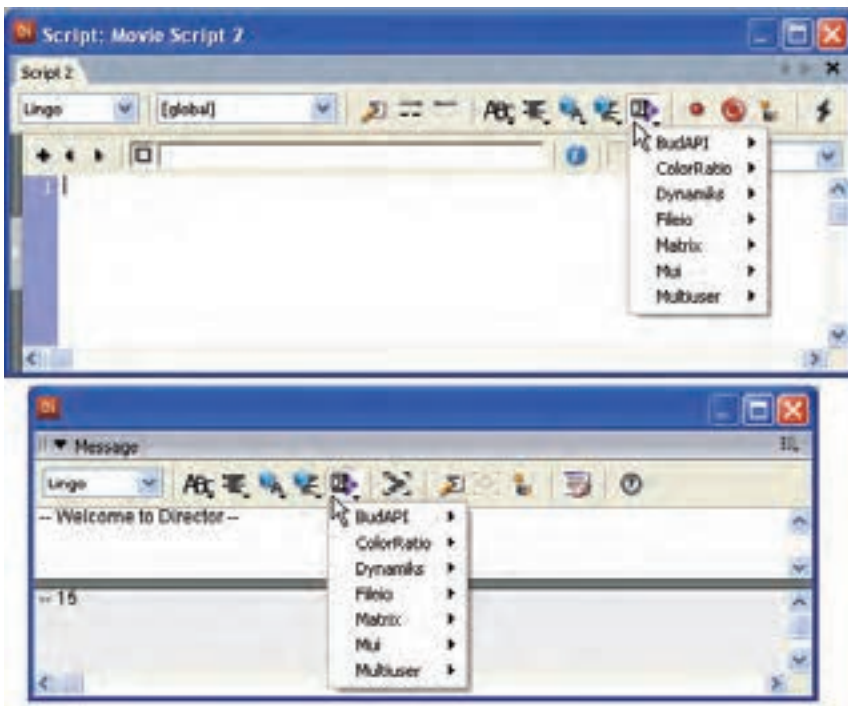 Script: Movie Script 2
Script 2
Lingo [global]
1
BudAPI
ColorRatio
Dynamiks
Fileio
Matrix
Mui
Multiuser
Message
Lingo
-- Welcome to Director --
BudAPI
ColorRatio
Dynamiks
Fileio
Matrix
Mui
Multiuser
-- 15